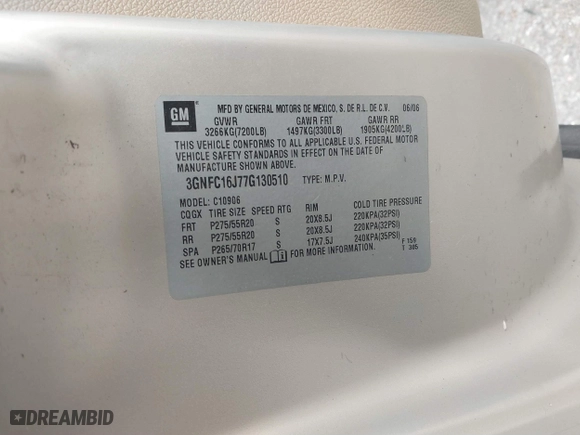 GM
MFD BY GENERAL MOTORS DE MEXICO, S. DE R.L. DE C.V. 06/06
GVWR GAWR FRT GAWR RR
3266KG(7200LB) 1497KG(3300LB) 1905KG(4200LB)
THIS VEHICLE CONFORMS TO ALL APPLICABLE U.S. FEDERAL MOTOR
VEHICLE SAFETY STANDARDS IN EFFECT ON THE DATE OF
MANUFACTURE SHOWN ABOVE.
3GNFC16J77G130510 TYPE: M.P.V.
MODEL: C10906
CQGX TIRE SIZE SPEED RTG RIM COLD TIRE PRESSURE
FRT P275/55R20 S 20X8.5J 220KPA(32PSI)
RR P275/55R20 S 20X8.5J 220KPA(32PSI)
SPA P265/70R17 S 17X7.5J 240KPA(35PSI)
SEE OWNER'S MANUAL FOR MORE INFORMATION. F 159
T 305
DREAMBID